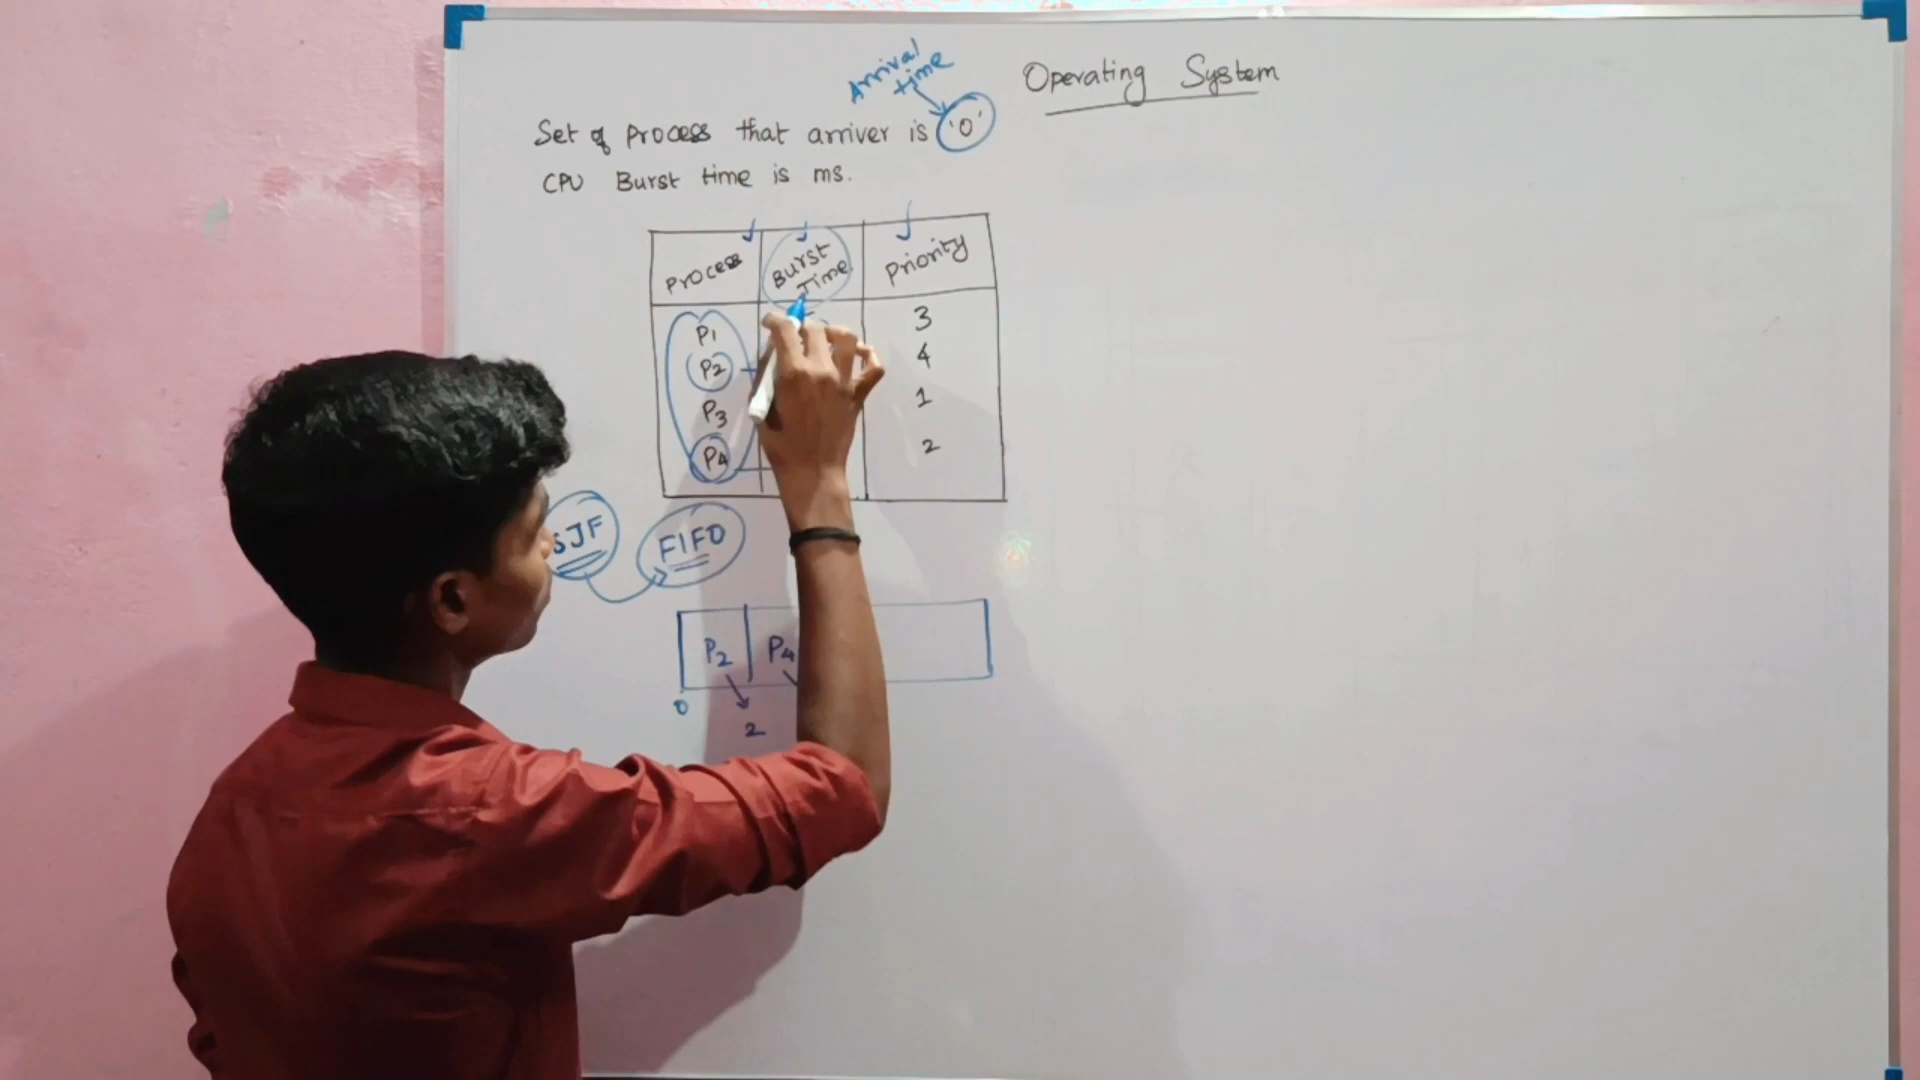 Operating System
Arrival
time
Set of process that arriver is '0'
CPU Burst time is ms.
Process Burst Time Priority
P1 3
P2 4
P3 1
P4 2
SJF FIFO
P2 P4
0
2